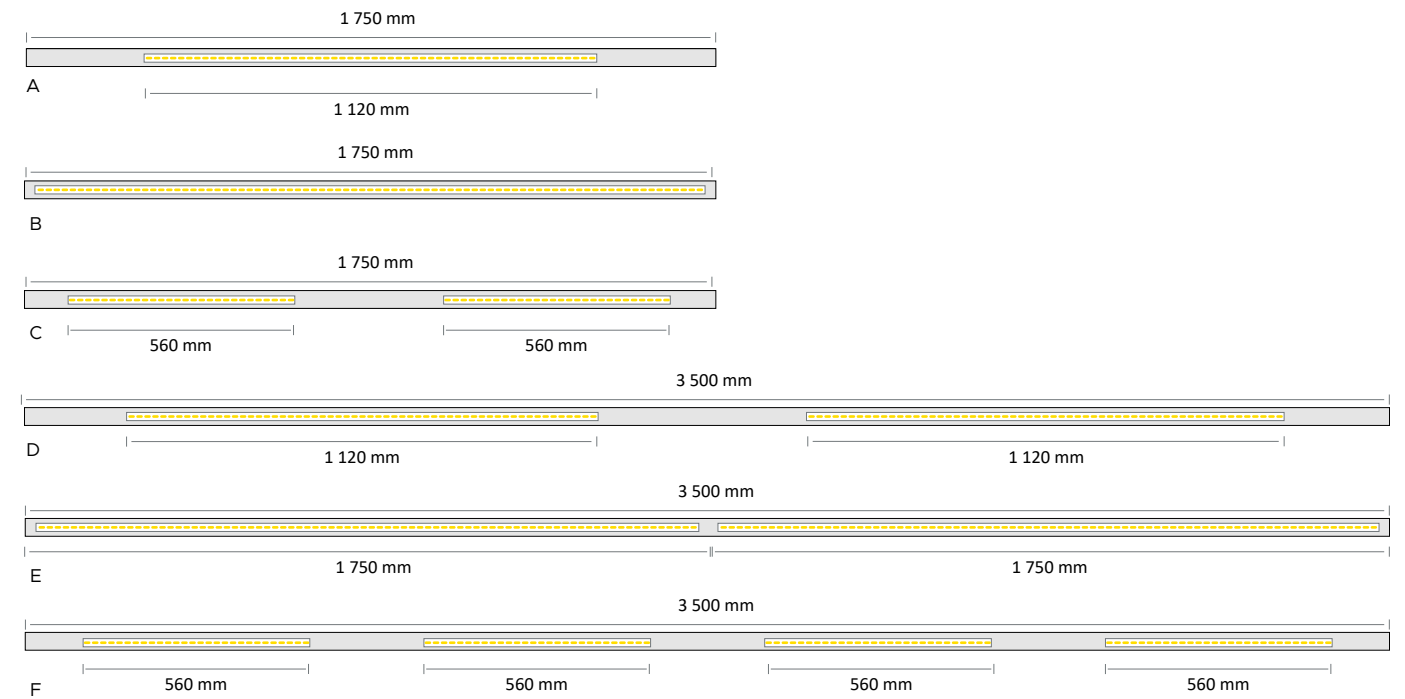 1 750 mm
A
1 120 mm
1 750 mm
B
1 750 mm
C
560 mm 560 mm
3 500 mm
D
1 120 mm 1 120 mm
3 500 mm
1 750 mm 1 750 mm
E
3 500 mm
560 mm 560 mm 560 mm 560 mm
F